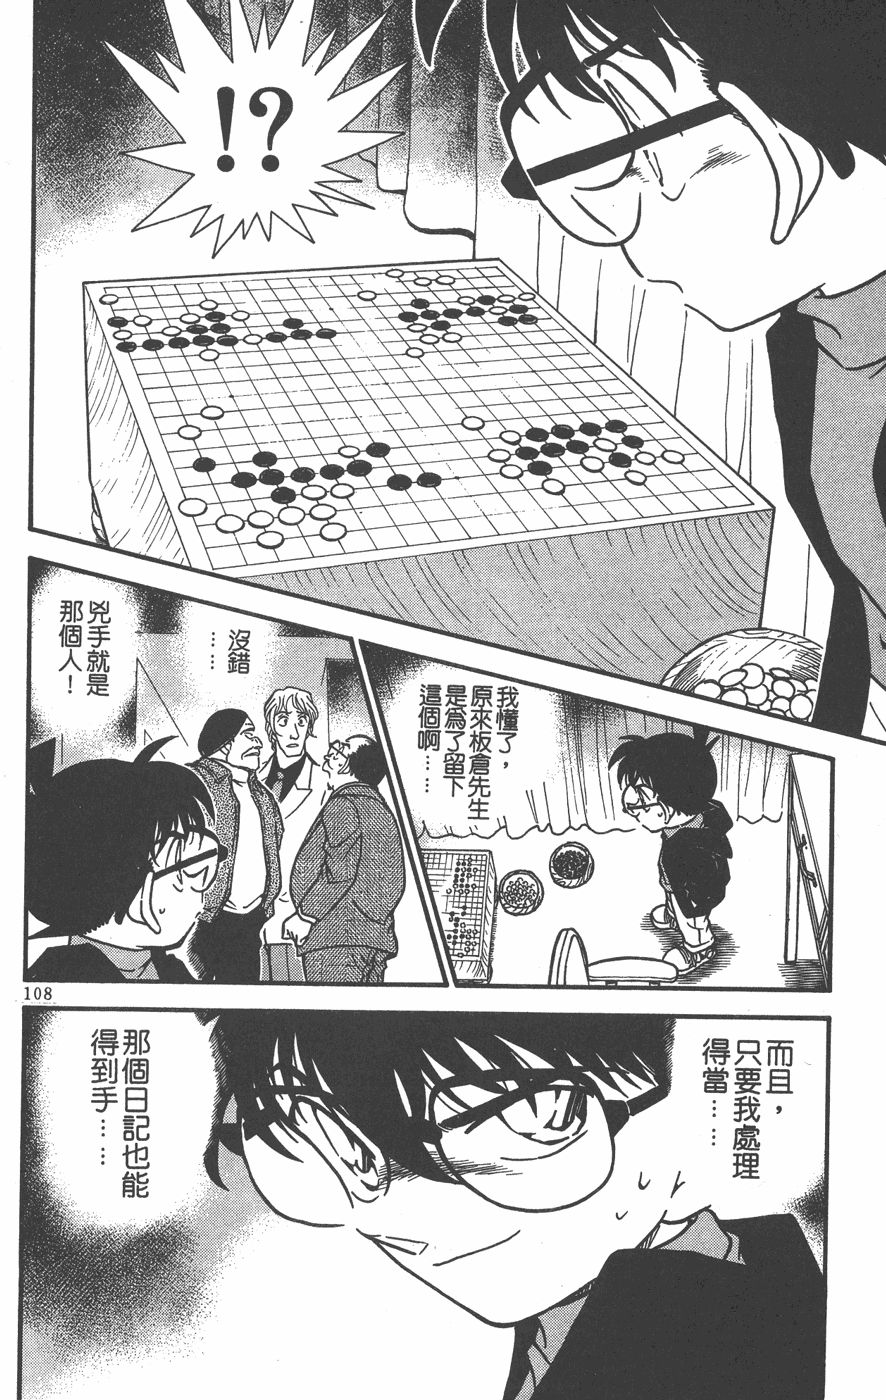 !?
我懂了，
原來板倉先生
是為了留下
這個啊……
沒錯
……
兇手就是
那個人！
108
而且，
只要我處理
得當……
那個日記也能
得到手……